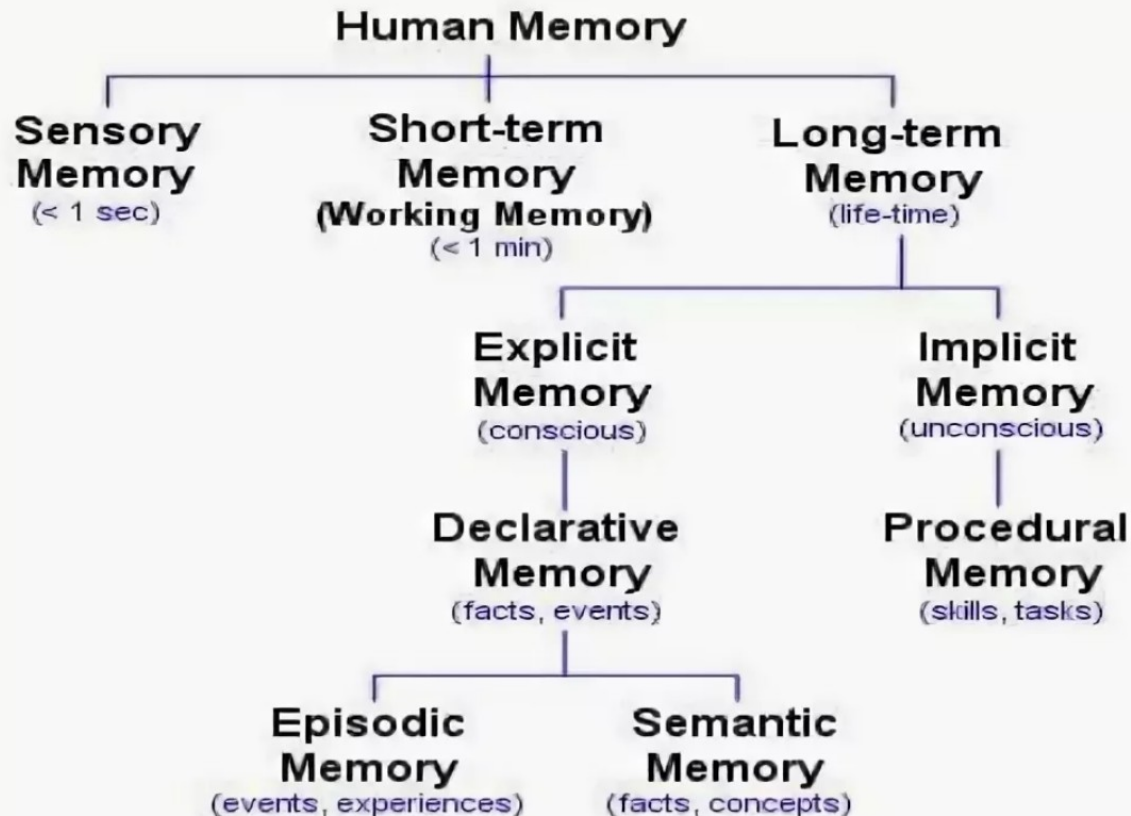 Human Memory
Sensory
Memory
(< 1 sec)
Short-term
Memory
(Working Memory)
(< 1 min)
Long-term
Memory
(life-time)
Explicit
Memory
(conscious)
Implicit
Memory
(unconscious)
Declarative
Memory
(facts, events)
Procedural
Memory
(skills, tasks)
Episodic
Memory
(events, experiences)
Semantic
Memory
(facts, concepts)